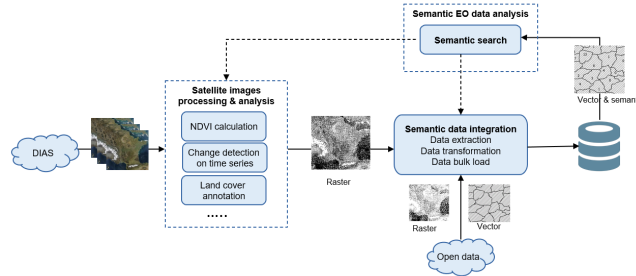 Semantic EO data analysis
Semantic search
Satellite images
processing & analysis
NDVI calculation
Change detection
on time series
Land cover
annotation
.....
DIAS
Raster
Semantic data integration
Data extraction
Data transformation
Data bulk load
Vector & seman
Raster
Vector
Open data